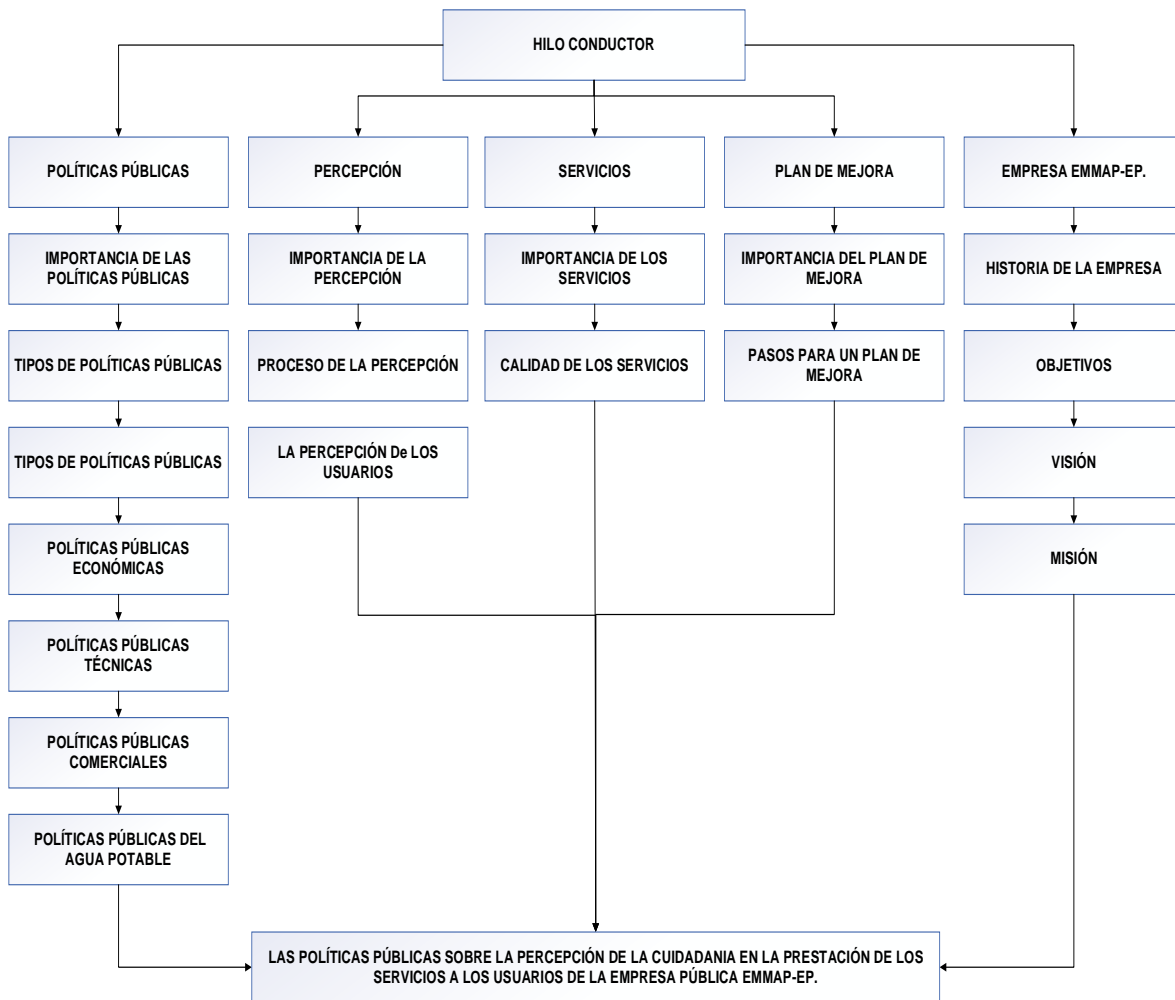 HILO CONDUCTOR
POLÍTICAS PÚBLICAS
PERCEPCIÓN
SERVICIOS
PLAN DE MEJORA
EMPRESA EMMAP-EP.
IMPORTANCIA DE LAS
POLÍTICAS PÚBLICAS
IMPORTANCIA DE LA
PERCEPCIÓN
IMPORTANCIA DE LOS
SERVICIOS
IMPORTANCIA DEL PLAN DE
MEJORA
HISTORIA DE LA EMPRESA
TIPOS DE POLÍTICAS PÚBLICAS
PROCESO DE LA PERCEPCIÓN
CALIDAD DE LOS SERVICIOS
PASOS PARA UN PLAN DE
MEJORA
OBJETIVOS
TIPOS DE POLÍTICAS PÚBLICAS
LA PERCEPCIÓN De LOS
USUARIOS
VISIÓN
POLÍTICAS PÚBLICAS
ECONÓMICAS
MISIÓN
POLÍTICAS PÚBLICAS
TÉCNICAS
POLÍTICAS PÚBLICAS
COMERCIALES
POLÍTICAS PÚBLICAS DEL
AGUA POTABLE
LAS POLÍTICAS PÚBLICAS SOBRE LA PERCEPCIÓN DE LA CUIDADANIA EN LA PRESTACIÓN DE LOS
SERVICIOS A LOS USUARIOS DE LA EMPRESA PÚBLICA EMMAP-EP.